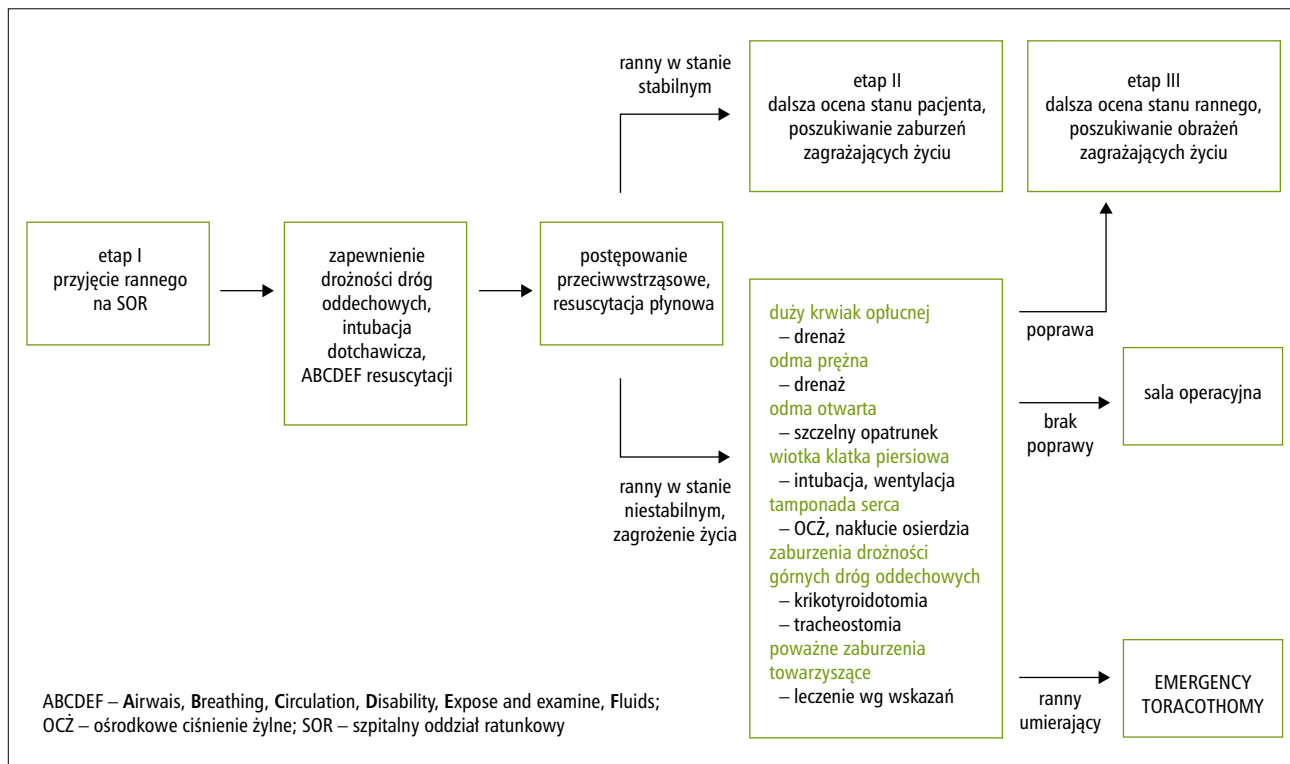 etap I
przyjęcie rannego
na SOR
zapewnienie
drożności dróg
oddechowych,
intubacja
dotchawicza,
ABCDEF resuscytacji
postępowanie
przeciwwstrząsowe,
resuscytacja płynowa
ranny w stanie
stabilnym
etap II
dalsza ocena stanu pacjenta,
poszukiwanie zaburzeń
zagrażających życiu
etap III
dalsza ocena stanu rannego,
poszukiwanie obrażeń
zagrażających życiu
ranny w stanie
niestabilnym,
zagrożenie życia
duży krwiak opłucnej
– drenaż
odma prężna
– drenaż
odma otwarta
– szczelny opatrunek
wiotka klatka piersiowa
– intubacja, wentylacja
tamponada serca
– OCŻ, nakłucie osierdzia
zaburzenia drożności
górnych dróg oddechowych
– krikotyroidotomia
– tracheostomia
poważne zaburzenia
towarzyszące
– leczenie wg wskazań
poprawa
brak
poprawy
sala operacyjna
ranny
umierający
EMERGENCY
TORACOTHOMY
ABCDEF – Airwais, Breathing, Circulation, Disability, Expose and examine, Fluids;
OCŻ – ośrodkowe ciśnienie żylne; SOR – szpitalny oddział ratunkowy